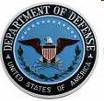 DEPARTMENT OF DEFENSE
UNITED STATES OF AMERICA